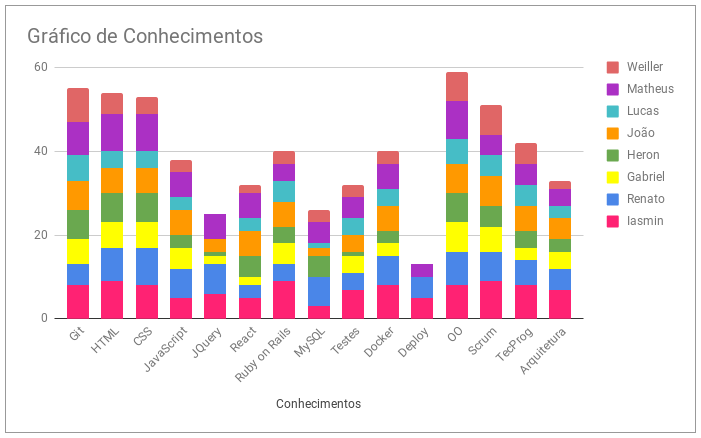 Gráfico de Conhecimentos
60
40
20
0
Weiller
Matheus
Lucas
João
Heron
Gabriel
Renato
Iasmin
Git
HTML
CSS
JavaScript
JQuery
React
Ruby on Rails
MySQL
Testes
Docker
Deploy
OO
Scrum
TecProg
Arquitetura
Conhecimentos